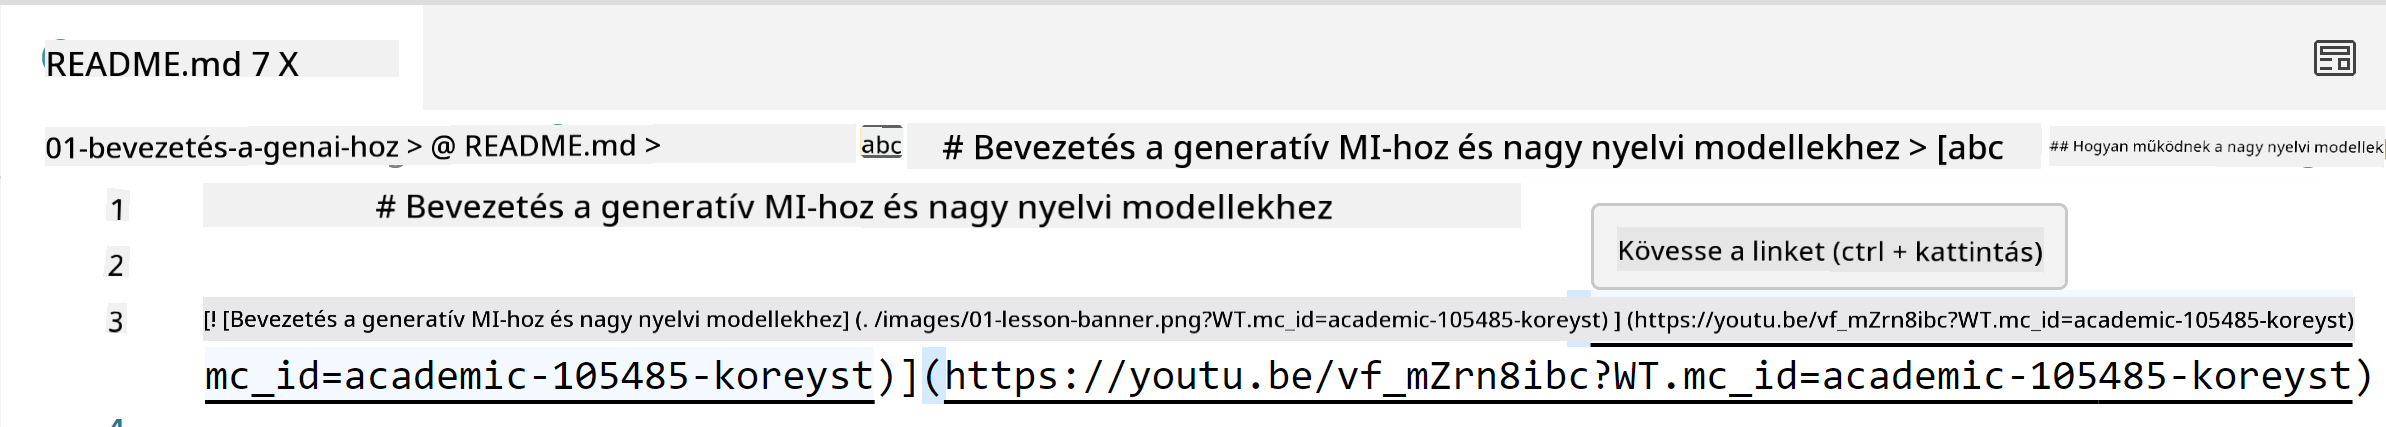 README.md 7 X
01-bevezetés-a-genai-hoz > @ README.md > abc # Bevezetés a generatív MI-hoz és nagy nyelvi modellekhez > [abc ## Hogyan működnek a nagy nyelvi modellek
1 # Bevezetés a generatív MI-hoz és nagy nyelvi modellekhez
Kövesse a linket (ctrl + kattintás)
2
3 [! [Bevezetés a generatív MI-hoz és nagy nyelvi modellekhez] (. /images/01-lesson-banner.png?WT.mc_id=academic-105485-koreyst) ] (https://youtu.be/vf_mZrn8ibc?WT.mc_id=academic-105485-koreyst)
mc_id=academic-105485-koreyst)](https://youtu.be/vf_mZrn8ibc?WT.mc_id=academic-105485-koreyst)